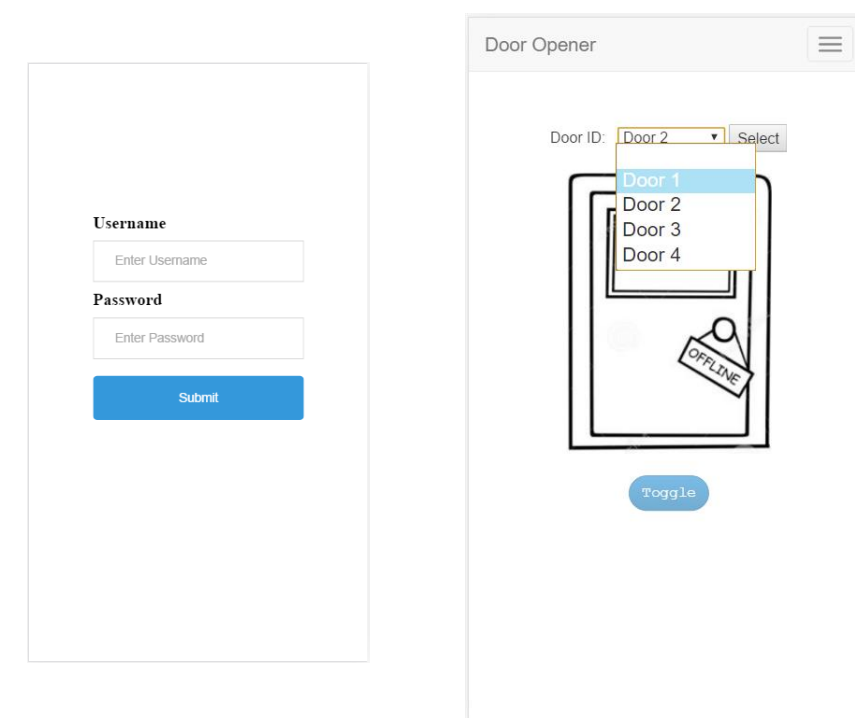 Username
Enter Username
Password
Enter Password
Submit
Door Opener
Door ID: Door 2 Select
Door 1
Door 2
Door 3
Door 4
OFFLINE
Toggle